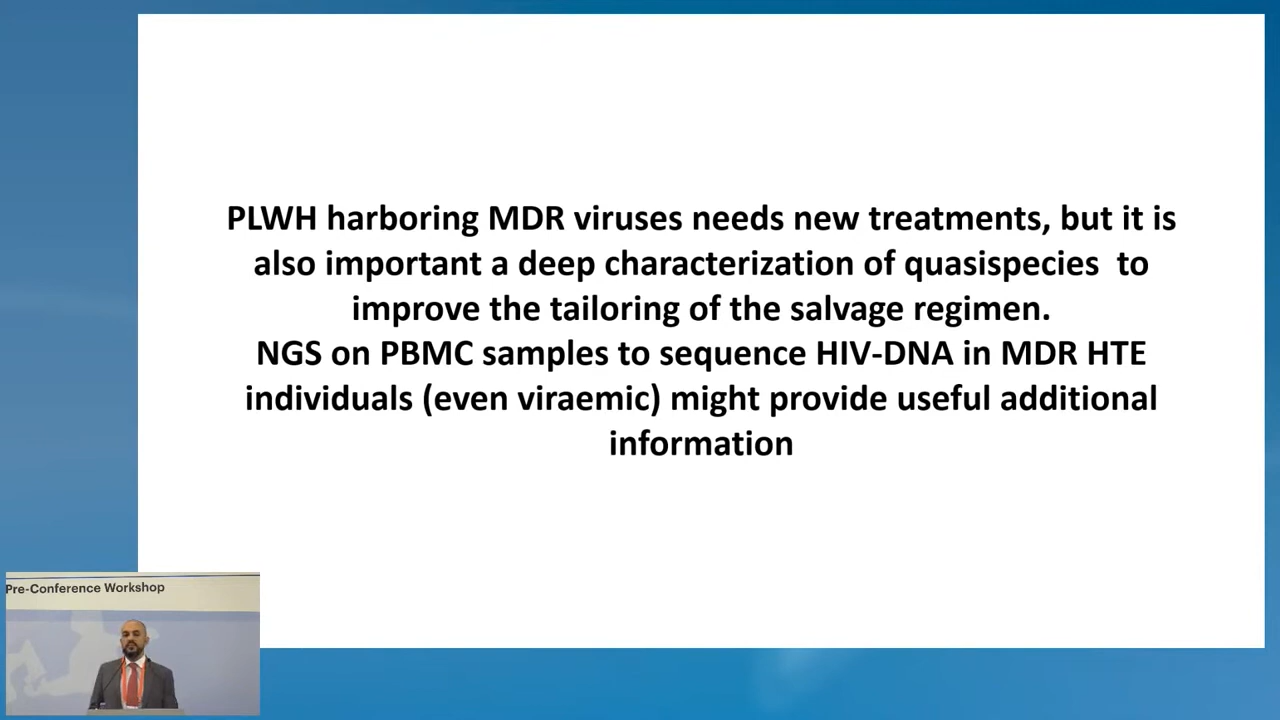 PLWH harboring MDR viruses needs new treatments, but it is
also important a deep characterization of quasispecies to
improve the tailoring of the salvage regimen.
NGS on PBMC samples to sequence HIV-DNA in MDR HTE
individuals (even viraemic) might provide useful additional
information
Pre-Conference Workshop